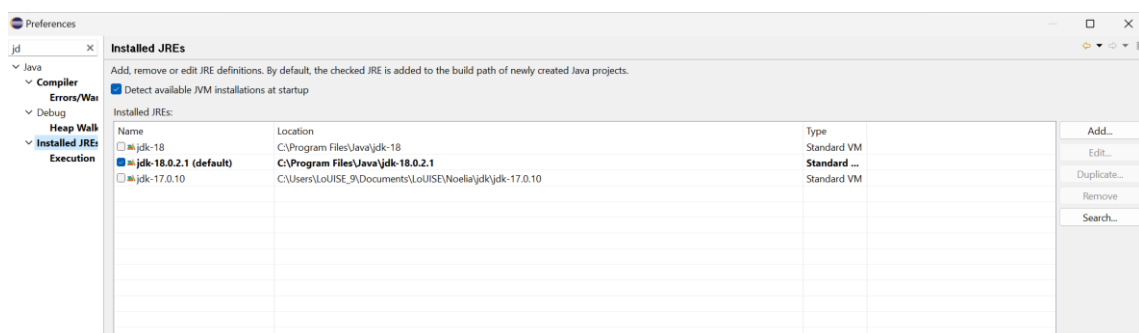 Preferences
jd
Java
Compiler
Errors/War
Debug
Heap Walk
Installed JREs
Execution
Installed JREs
Add, remove or edit JRE definitions. By default, the checked JRE is added to the build path of newly created Java projects.
Detect available JVM installations at startup
Installed JREs:
Name Location Type
jdk-18 C:\Program Files\Java\jdk-18 Standard VM
jdk-18.0.2.1 (default) C:\Program Files\Java\jdk-18.0.2.1 Standard ...
jdk-17.0.10 C:\Users\LoUISE_9\Documents\LoUISE\Noelia\jdk\jdk-17.0.10 Standard VM
Add...
Edit...
Duplicate...
Remove
Search...